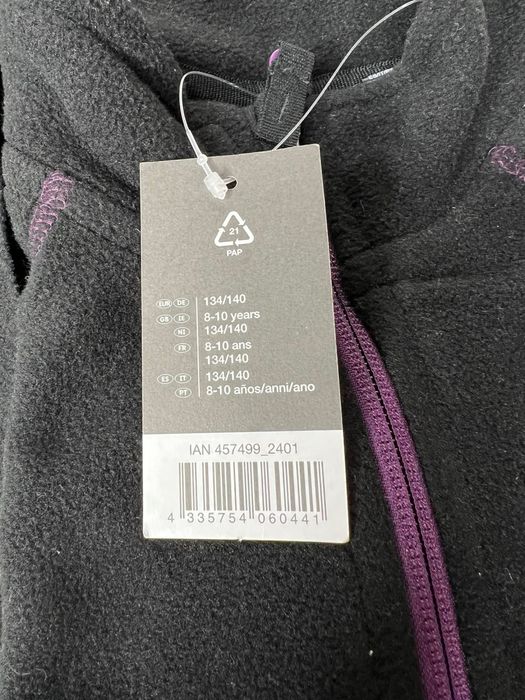 21
PAP
EUR DE 134/140
GB IE 8-10 years
NI 134/140
FR 8-10 ans
134/140
ES IT 134/140
PT 8-10 años/anni/ano
IAN 457499_2401
4 335754 060441